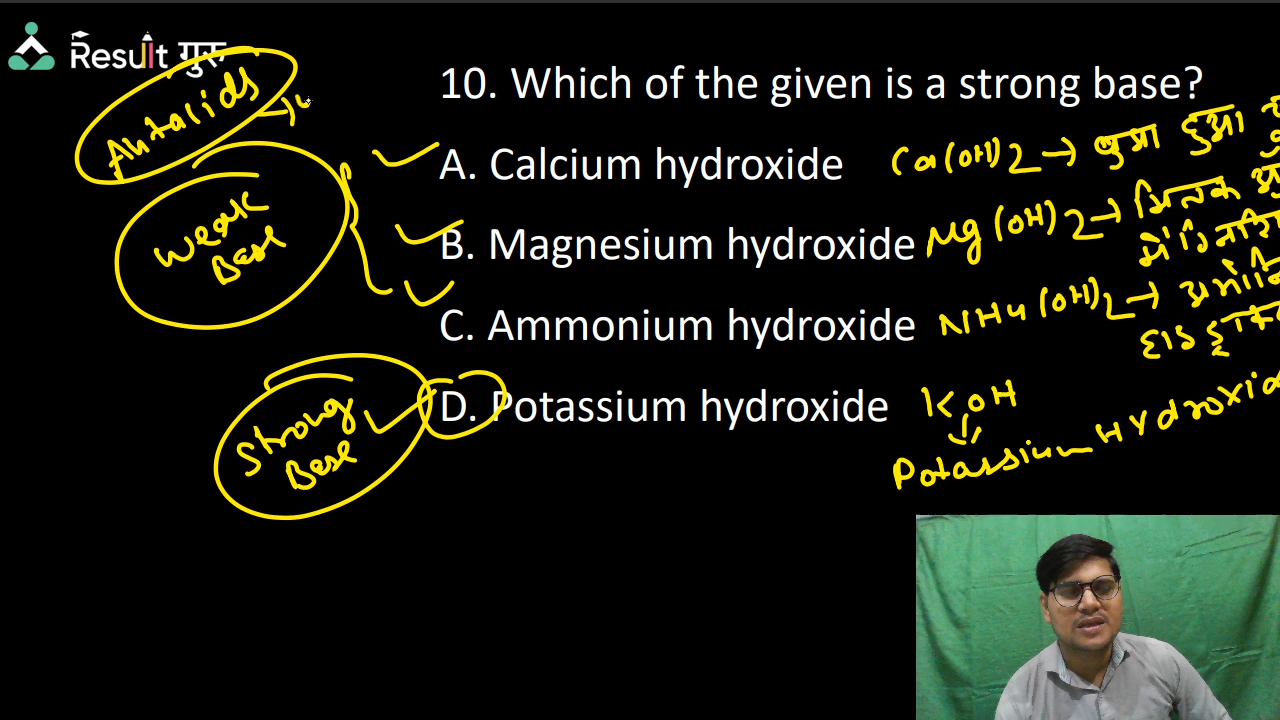 Result गुरु
Antacids
10. Which of the given is a strong base?
A. Calcium hydroxide
Ca(OH)2 → बुझा हुआ
Weak
Base
B. Magnesium hydroxide
Mg(OH)2 →
C. Ammonium hydroxide
NH4(OH)2 →
D. Potassium hydroxide
KOH
Strong
Base
Potassium Hydroxid